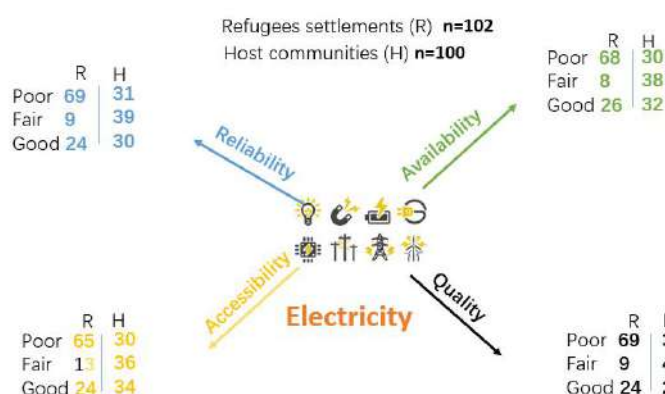 Refugees settlements (R) n=102
Host communities (H) n=100
R H
Poor 69 31
Fair 9 39
Good 24 30
Reliability
R H
Poor 68 30
Fair 8 38
Good 26 32
Availability
Accessibility
R H
Poor 65 30
Fair 13 36
Good 24 34
Electricity
Quality
R
Poor 69
Fair 9
Good 24